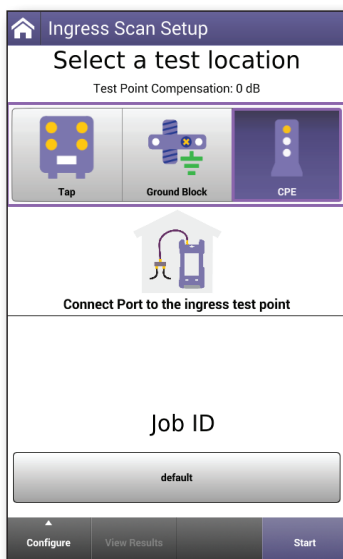 Ingress Scan Setup
Select a test location
Test Point Compensation: 0 dB
Tap
Ground Block
CPE
Connect Port to the ingress test point
Job ID
default
Configure
View Results
Start